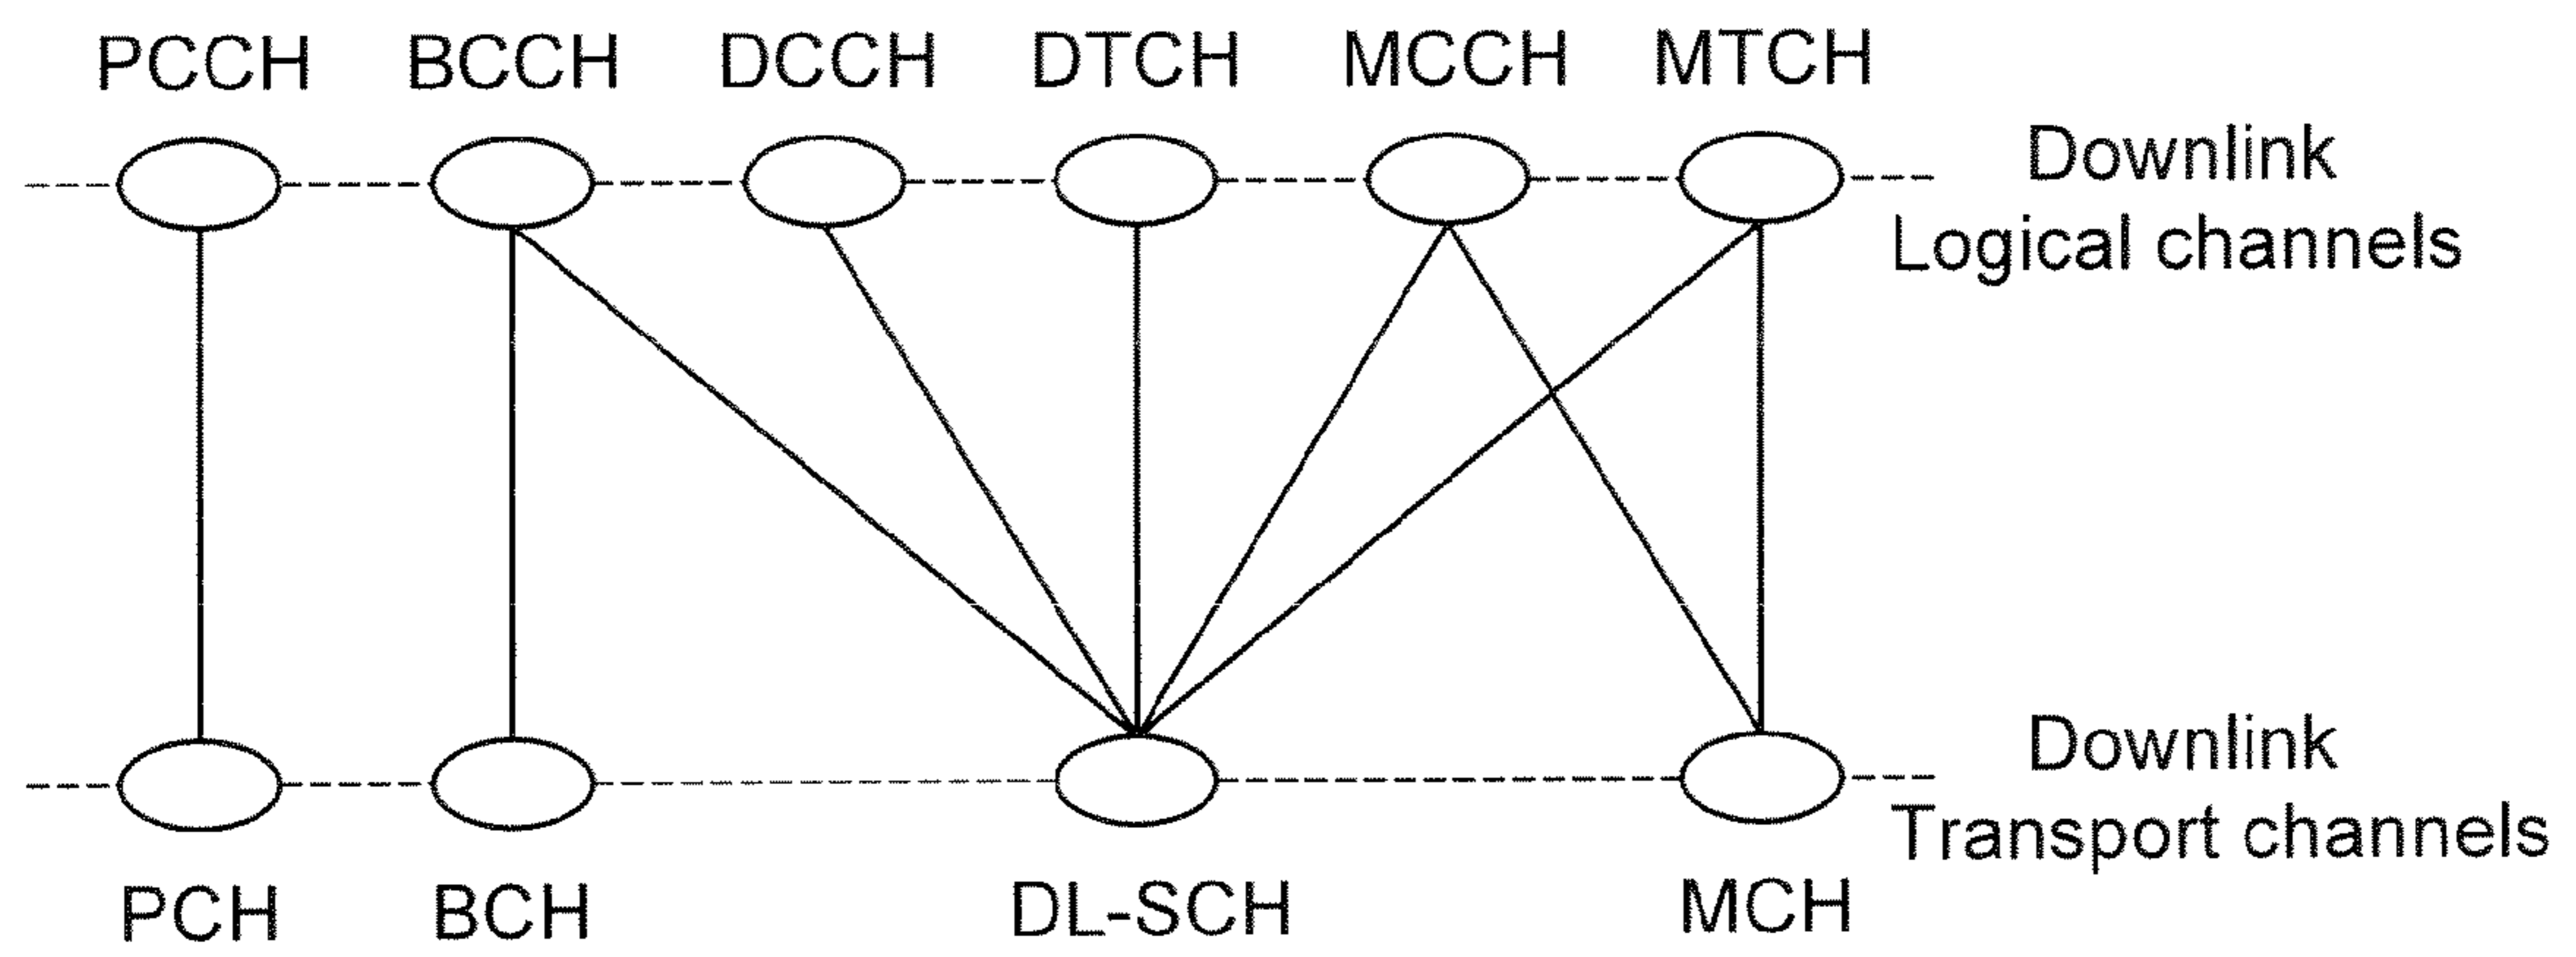 PCCH BCCH DCCH DTCH MCCH MTCH
Downlink
Logical channels
Downlink
Transport channels
PCH BCH DL-SCH MCH